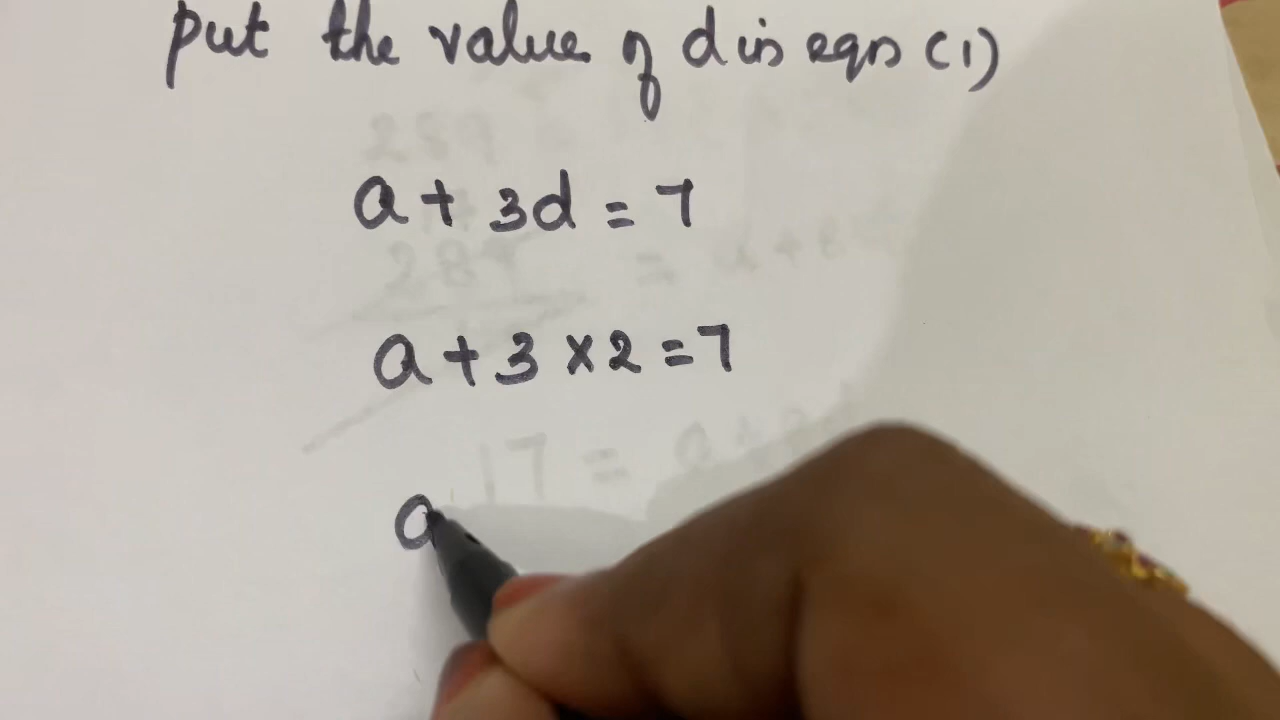 put the value of d in eqn (1)
a + 3d = 7
a + 3 × 2 = 7
a